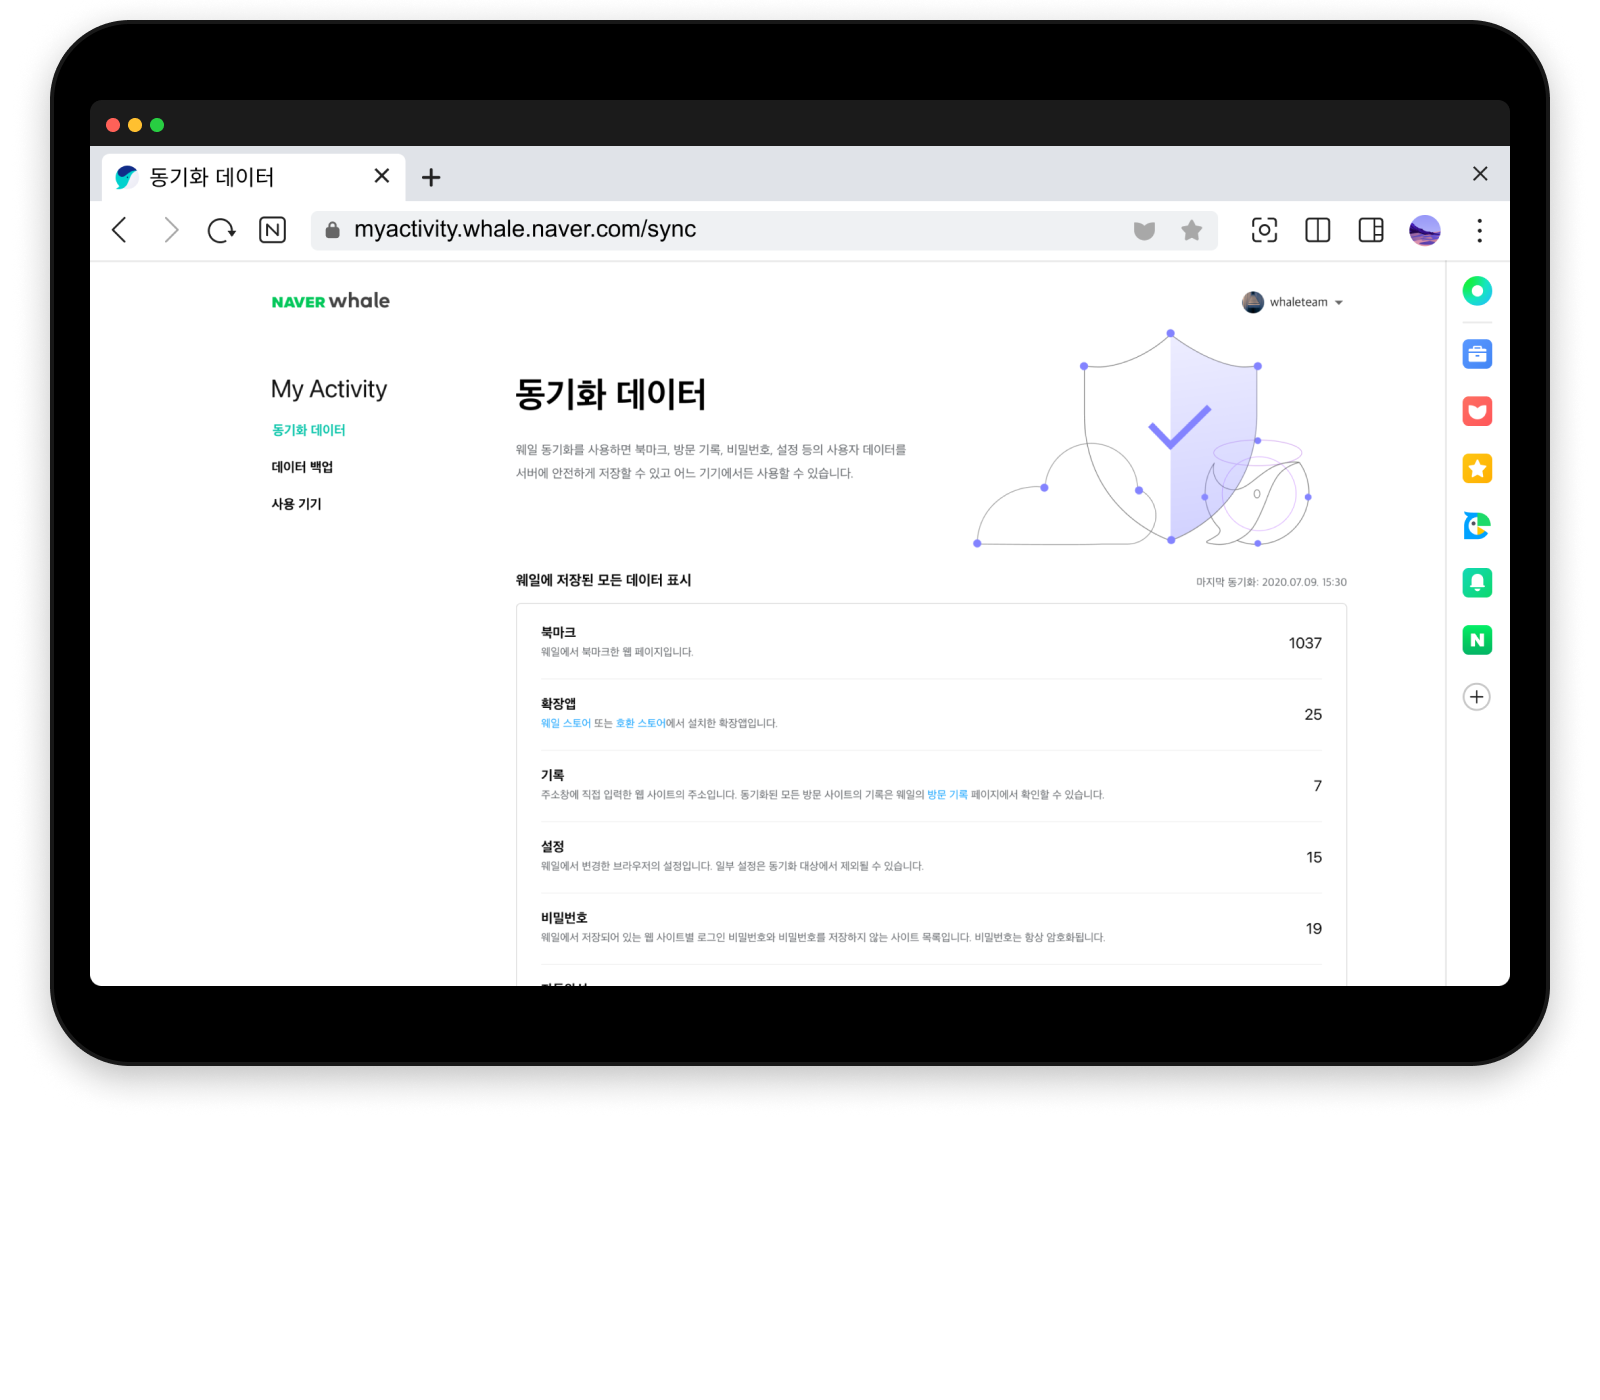 동기화 데이터
myactivity.whale.naver.com/sync
NAVER whale
whaleteam
My Activity
동기화 데이터
데이터 백업
사용 기기
동기화 데이터
웨일 동기화를 사용하면 북마크, 방문 기록, 비밀번호, 설정 등의 사용자 데이터를
서버에 안전하게 저장할 수 있고 어느 기기에서든 사용할 수 있습니다.
웨일에 저장된 모든 데이터 표시
마지막 동기화: 2020.07.09. 15:30
북마크
웨일에서 북마크한 웹 페이지입니다.
1037
확장앱
웨일 스토어 또는 호환 스토어에서 설치한 확장앱입니다.
25
기록
주소창에 직접 입력한 웹 사이트의 주소입니다. 동기화된 모든 방문 사이트의 기록은 웨일의 방문 기록 페이지에서 확인할 수 있습니다.
7
설정
웨일에서 변경한 브라우저의 설정입니다. 일부 설정은 동기화 대상에서 제외될 수 있습니다.
15
비밀번호
웨일에서 저장되어 있는 웹 사이트별 로그인 비밀번호와 비밀번호를 저장하지 않는 사이트 목록입니다. 비밀번호는 항상 암호화됩니다.
19